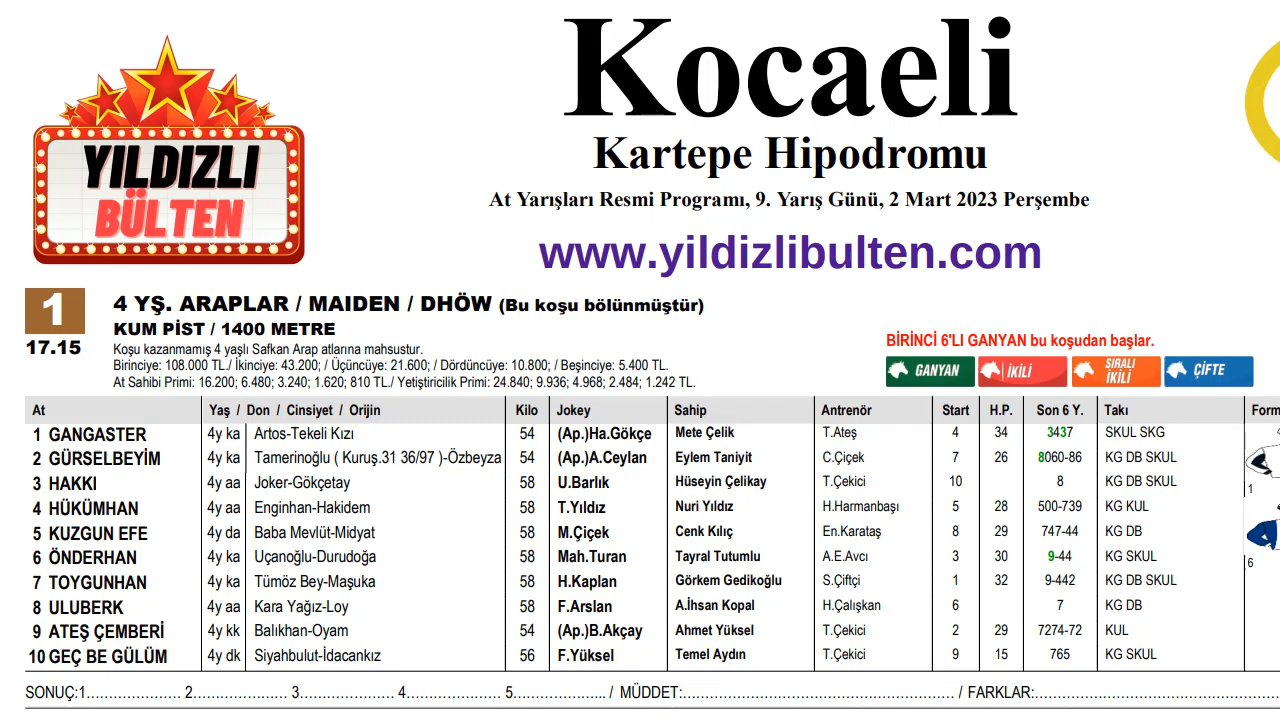 Kocaeli
Kartepe Hipodromu
At Yarışları Resmi Programı, 9. Yarış Günü, 2 Mart 2023 Perşembe
www.yildizlibulten.com
YILDIZLI
BÜLTEN
1
17.15
4 YŞ. ARAPLAR / MAIDEN / DHÖW (Bu koşu bölünmüştür)
KUM PİST / 1400 METRE
Koşu kazanmamış 4 yaşlı Safkan Arap atlarına mahsustur.
Birinciye: 108.000 TL./ İkinciye: 43.200; / Üçüncüye: 21.600; / Dördüncüye: 10.800; / Beşinciye: 5.400 TL.
At Sahibi Primi: 16.200; 6.480; 3.240; 1.620; 810 TL./ Yetiştiricilik Primi: 24.840; 9.936; 4.968; 2.484; 1.242 TL.
BİRİNCİ 6'LI GANYAN bu koşudan başlar.
GANYAN İKİLİ SIRALI İKİLİ ÇİFTE
At Yaş / Don / Cinsiyet / Orijin Kilo Jokey Sahip Antrenör Start H.P. Son 6 Y. Takı Form
1 GANGASTER 4y ka Artos-Tekeli Kızı 54 (Ap.)Ha.Gökçe Mete Çelik T.Ateş 4 34 3437 SKUL SKG
2 GÜRSELBEYİM 4y ka Tamerinoğlu ( Kuruş.31 36/97 )-Özbeyza 54 (Ap.)A.Ceylan Eylem Taniyit C.Çiçek 7 26 8060-86 KG DB SKUL
3 HAKKI 4y aa Joker-Gökçetay 58 U.Barlık Hüseyin Çelikay T.Çekici 10 8 KG DB SKUL
1
4 HÜKÜMHAN 4y aa Enginhan-Hakidem 58 T.Yıldız Nuri Yıldız H.Harmanbaşı 5 28 500-739 KG KUL
5 KUZGUN EFE 4y da Baba Mevlüt-Midyat 58 M.Çiçek Cenk Kılıç En.Karataş 8 29 747-44 KG DB
6 ÖNDERHAN 4y ka Uçanoğlu-Durudoğa 58 Mah.Turan Tayral Tutumlu A.E.Avcı 3 30 9-44 KG SKUL
6
7 TOYGUNHAN 4y ka Tümöz Bey-Maşuka 58 H.Kaplan Görkem Gedikoğlu S.Çiftçi 1 32 9-442 KG DB SKUL
8 ULUBERK 4y aa Kara Yağız-Loy 58 F.Arslan A.İhsan Kopal H.Çalışkan 6 7 KG DB
9 ATEŞ ÇEMBERİ 4y kk Balıkhan-Oyam 54 (Ap.)B.Akçay Ahmet Yüksel T.Çekici 2 29 7274-72 KUL
10 GEÇ BE GÜLÜM 4y dk Siyahbulut-İdacankız 56 F.Yüksel Temel Aydın T.Çekici 9 15 765 KG SKUL
SONUÇ:1………………… 2………………… 3………………… 4………………… 5………………... / MÜDDET:…………………………………………… / FARKLAR:……………………………………………